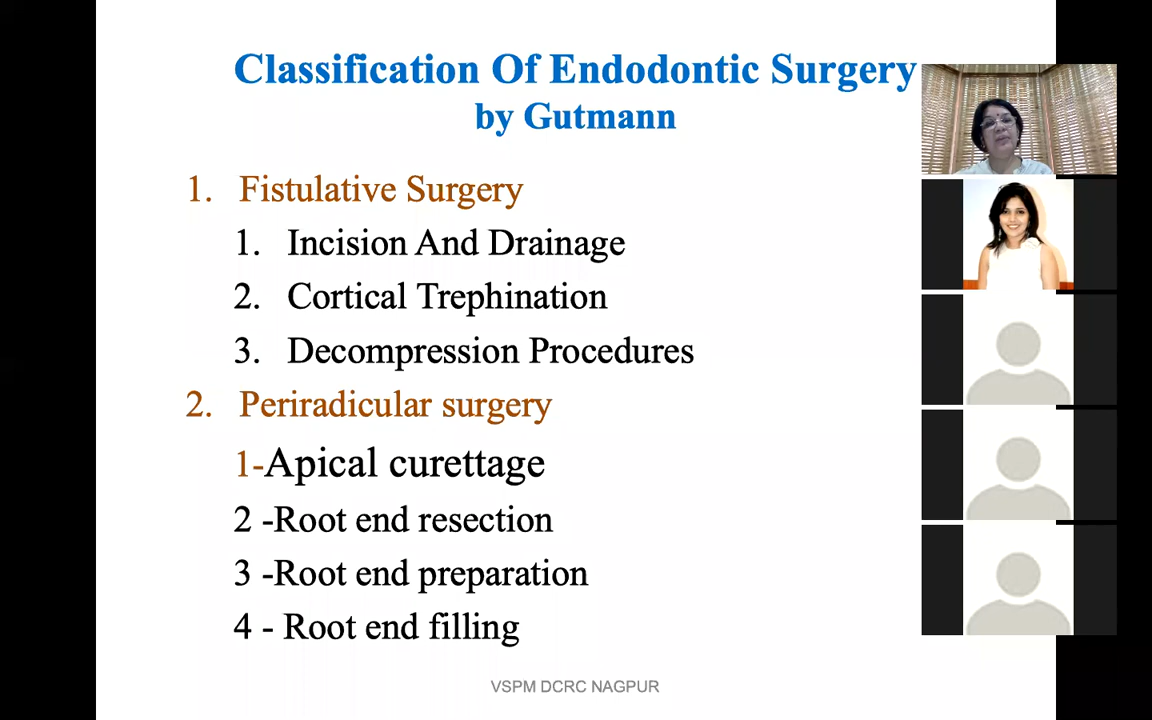 Classification Of Endodontic Surgery
by Gutmann
1. Fistulative Surgery
1. Incision And Drainage
2. Cortical Trephination
3. Decompression Procedures
2. Periradicular surgery
1-Apical curettage
2 -Root end resection
3 -Root end preparation
4 - Root end filling
VSPM DCRC NAGPUR